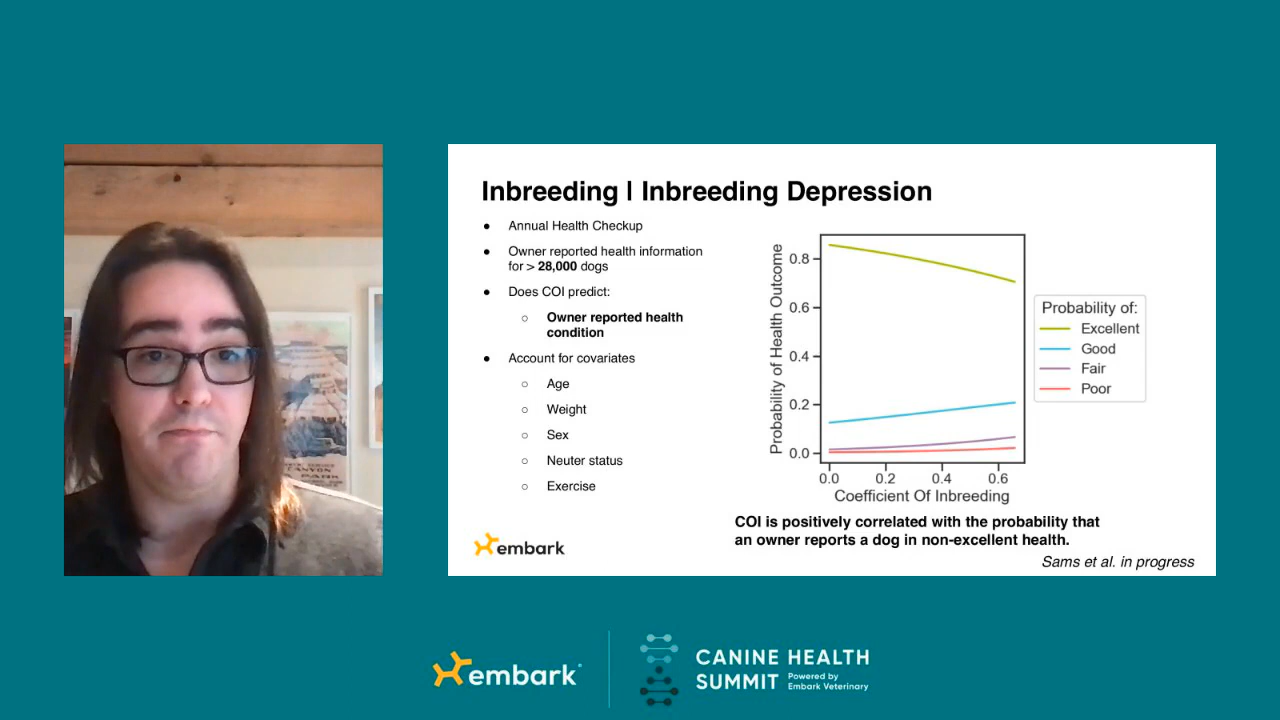 Inbreeding | Inbreeding Depression
● Annual Health Checkup
● Owner reported health information
for > 28,000 dogs
● Does COI predict:
○ Owner reported health
condition
● Account for covariates
○ Age
○ Weight
○ Sex
○ Neuter status
○ Exercise
Probability of Health Outcome
0.8
0.6
0.4
0.2
0.0
0.0 0.2 0.4 0.6
Coefficient Of Inbreeding
Probability of:
Excellent
Good
Fair
Poor
COI is positively correlated with the probability that
an owner reports a dog in non-excellent health.
Sams et al. in progress
embark
CANYON
PARK
embark
CANINE HEALTH
SUMMIT
Powered by
Embark Veterinary